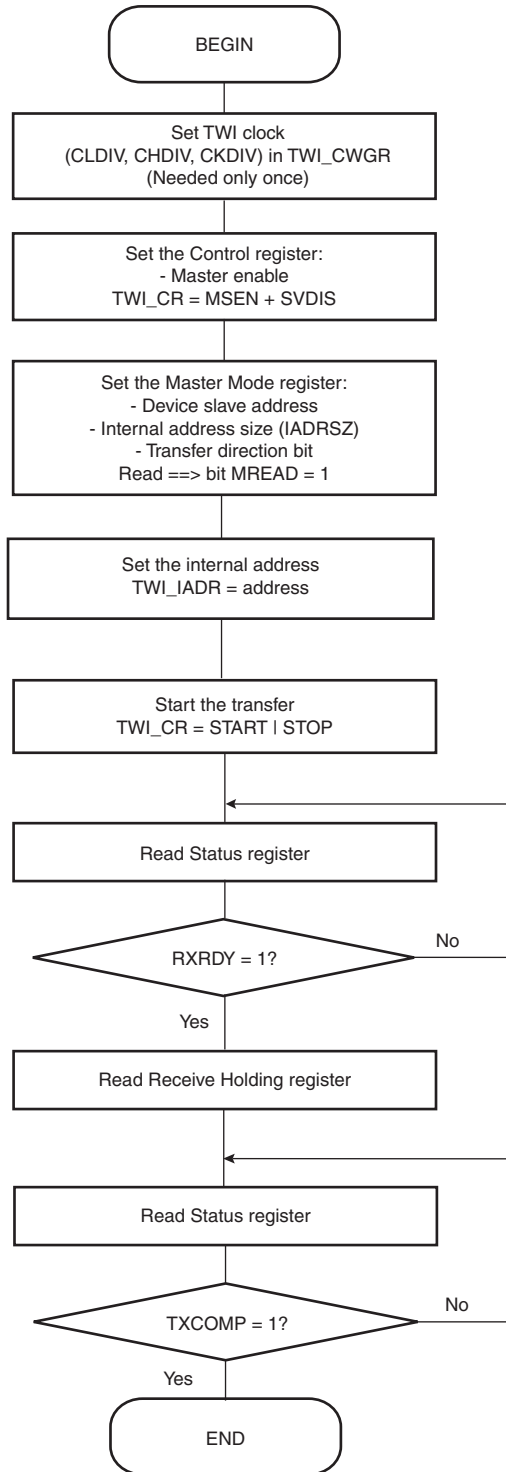 BEGIN
Set TWI clock
(CLDIV, CHDIV, CKDIV) in TWI_CWGR
(Needed only once)
Set the Control register:
- Master enable
TWI_CR = MSEN + SVDIS
Set the Master Mode register:
- Device slave address
- Internal address size (IADRSZ)
- Transfer direction bit
Read ==> bit MREAD = 1
Set the internal address
TWI_IADR = address
Start the transfer
TWI_CR = START | STOP
Read Status register
RXRDY = 1?
No
Yes
Read Receive Holding register
Read Status register
TXCOMP = 1?
No
Yes
END